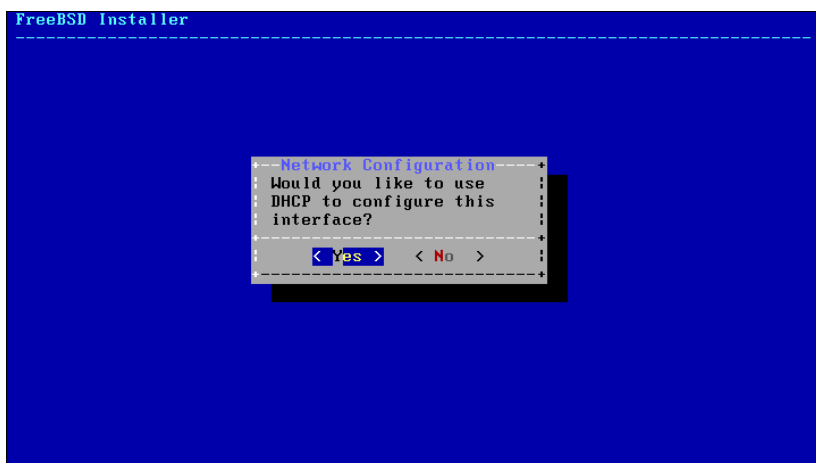 FreeBSD Installer
Network Configuration
Would you like to use
DHCP to configure this
interface?
< Yes > < No >